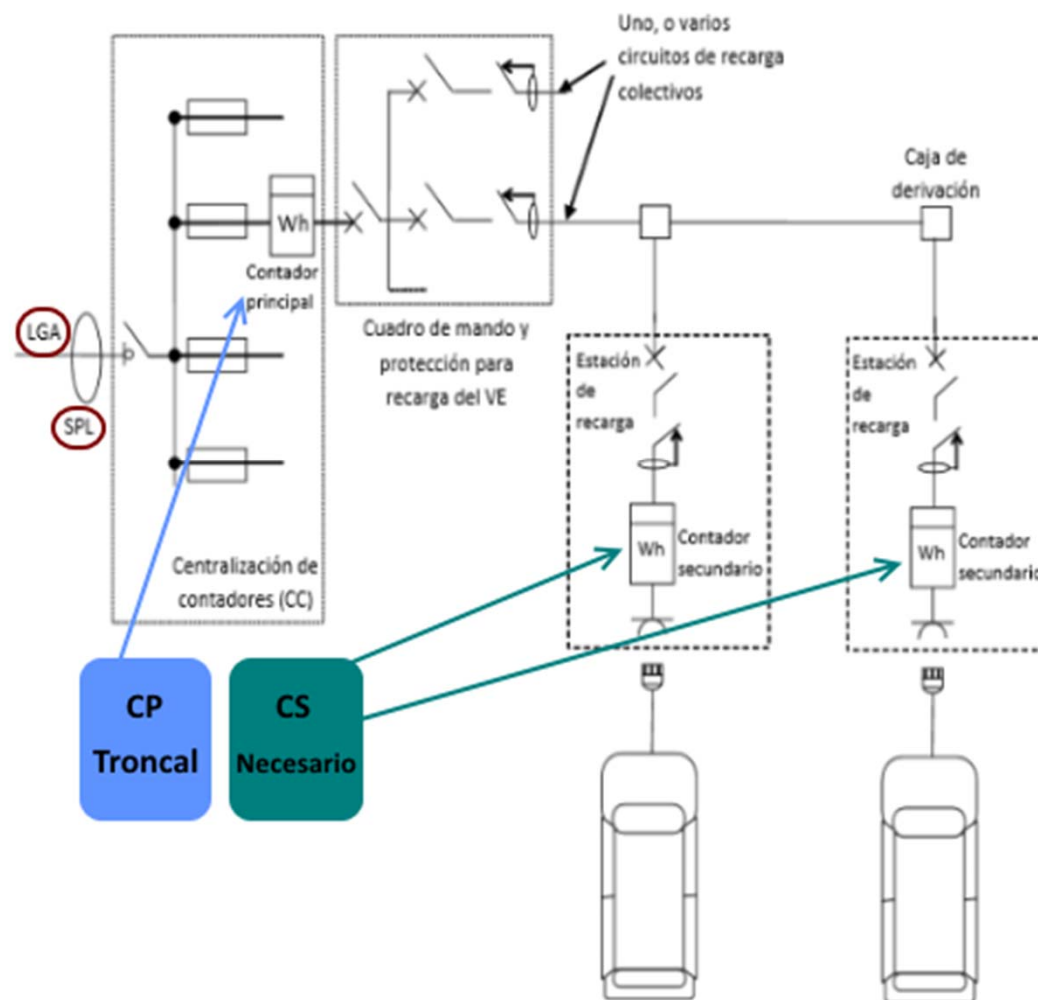 Uno, o varios
circuitos de recarga
colectivos
Caja de
derivación
Wh
Contador
principal
LGA
SPL
Cuadro de mando y
protección para
recarga del VE
Estación
de
recarga
Estación
de
recarga
Wh
Contador
secundario
Wh
Contador
secundario
Centralización de
contadores (CC)
CP
Troncal
CS
Necesario